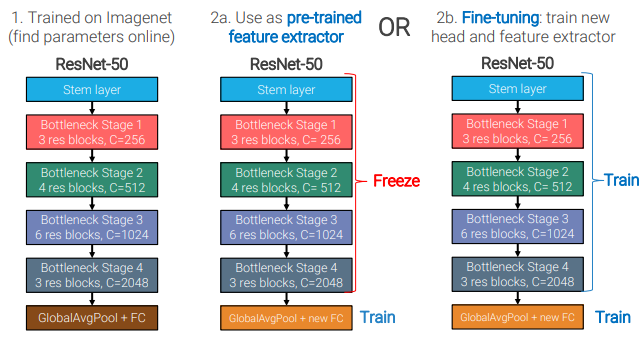 1. Trained on Imagenet
(find parameters online)
ResNet-50
Stem layer
Bottleneck Stage 1
3 res blocks, C=256
Bottleneck Stage 2
4 res blocks, C=512
Bottleneck Stage 3
6 res blocks, C=1024
Bottleneck Stage 4
3 res blocks, C=2048
GlobalAvgPool + FC
2a. Use as pre-trained
feature extractor
ResNet-50
Stem layer
Bottleneck Stage 1
3 res blocks, C= 256
Bottleneck Stage 2
4 res blocks, C= 512
Bottleneck Stage 3
6 res blocks, C=1024
Bottleneck Stage 4
3 res blocks, C=2048
GlobalAvgPool + new FC
Freeze
Train
OR
2b. Fine-tuning: train new
head and feature extractor
ResNet-50
Stem layer
Bottleneck Stage 1
3 res blocks, C= 256
Bottleneck Stage 2
4 res blocks, C= 512
Bottleneck Stage 3
6 res blocks, C=1024
Bottleneck Stage 4
3 res blocks, C=2048
GlobalAvgPool + new FC
Train
Train